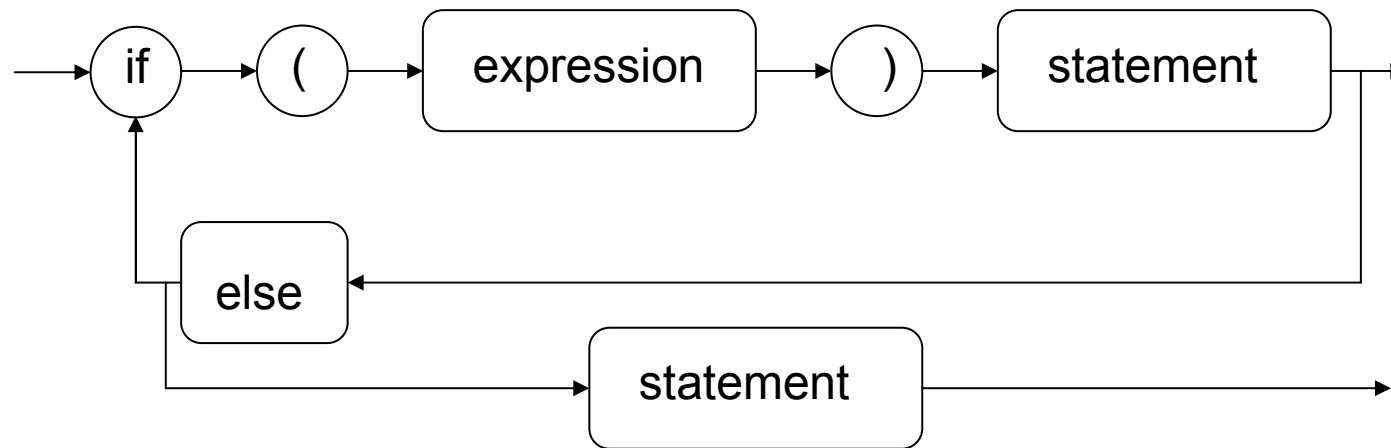 if ( expression ) statement
else
statement